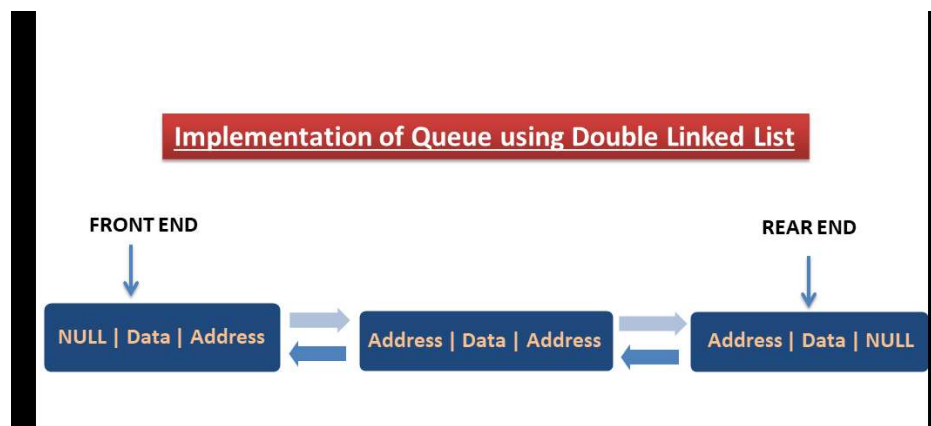 Implementation of Queue using Double Linked List
FRONT END
REAR END
NULL | Data | Address
Address | Data | Address
Address | Data | NULL